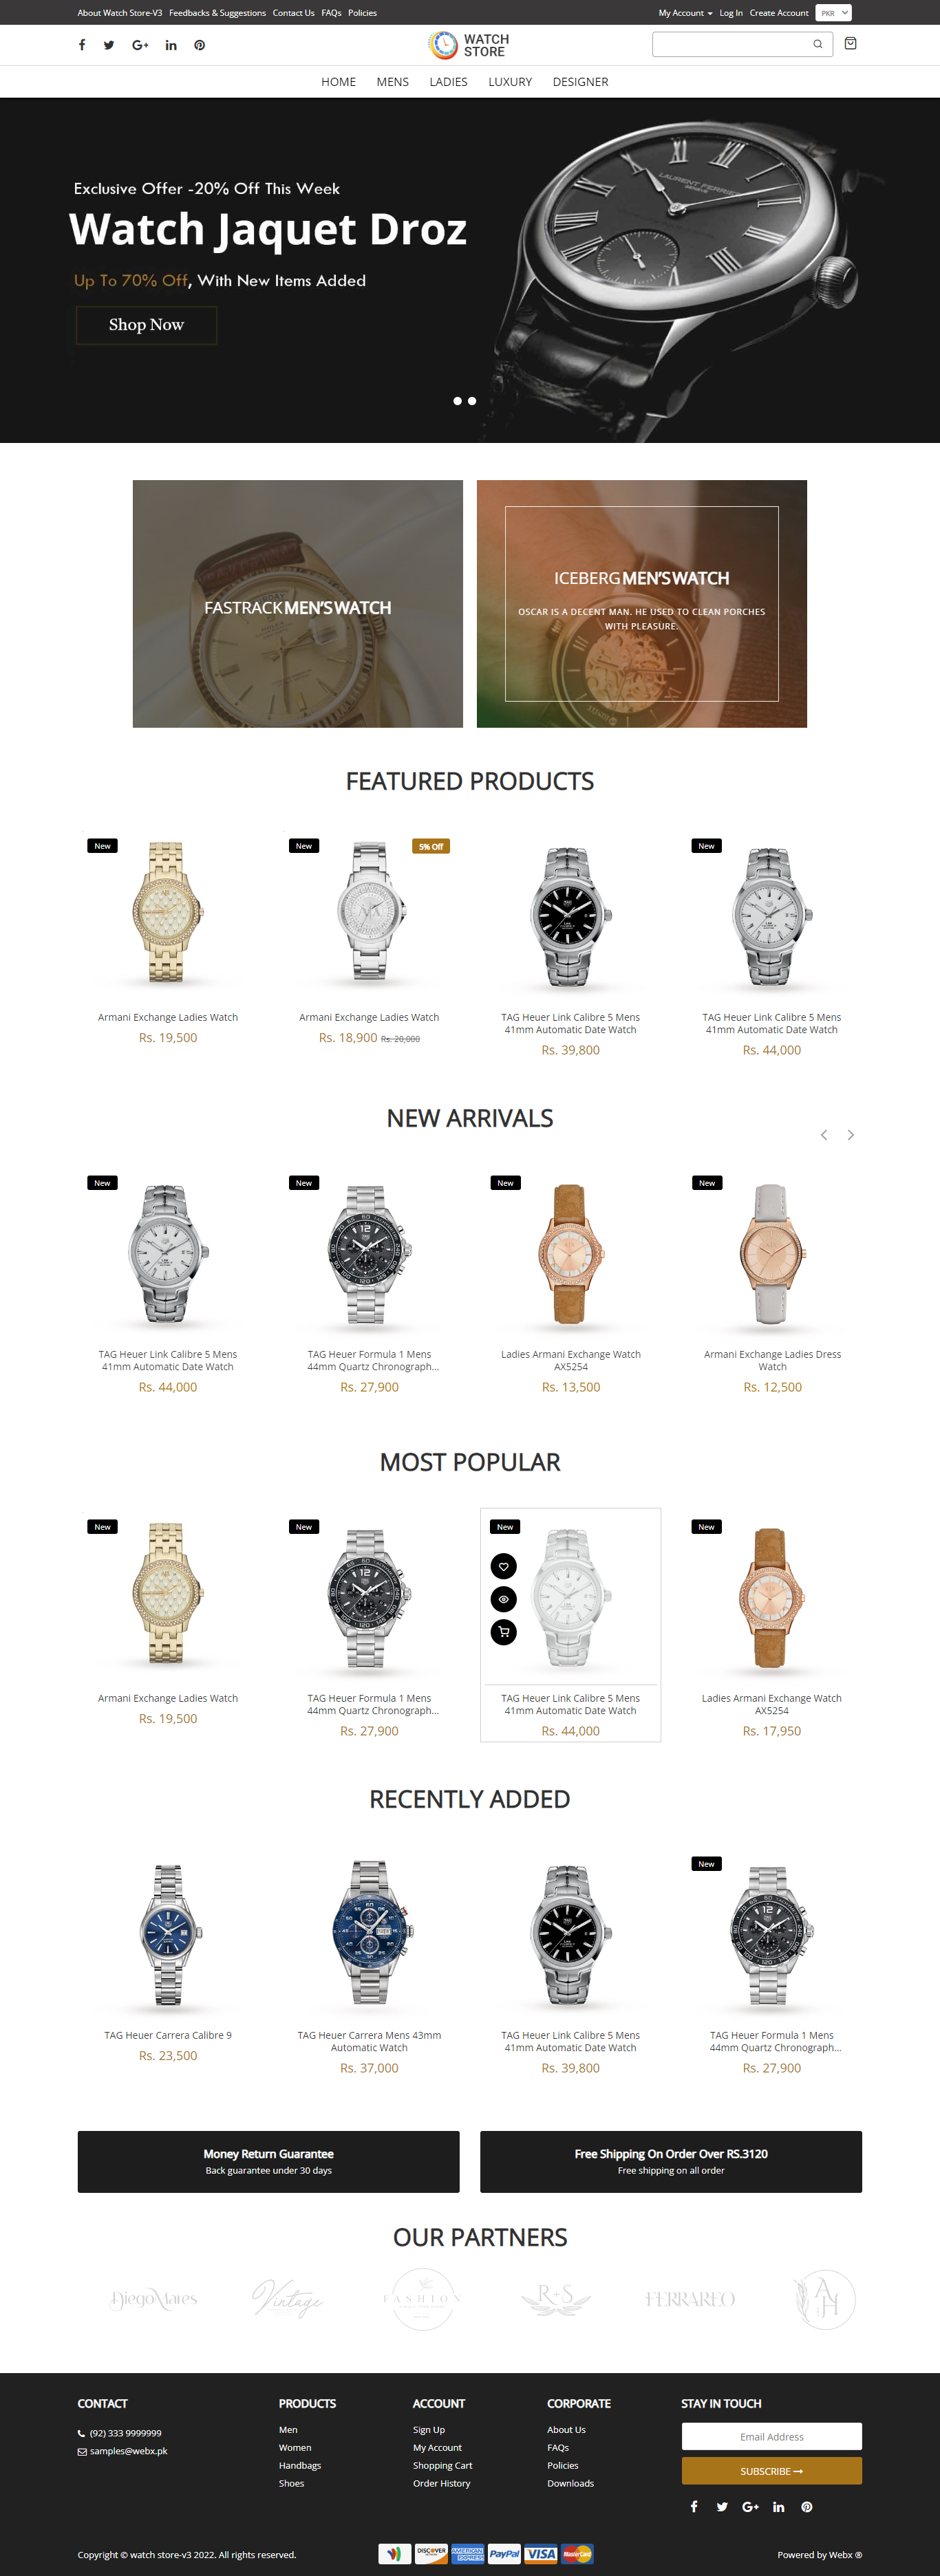 About Watch Store-V3 Feedbacks & Suggestions Contact Us FAQs Policies
My Account Log In Create Account PKR
WATCH
STORE
HOME MENS LADIES LUXURY DESIGNER
Exclusive Offer -20% Off This Week
Watch Jaquet Droz
Up To 70% Off, With New Items Added
Shop Now
LAURENT FERRIER
GENEVE
FASTRACK MEN'S WATCH
ICEBERG MEN'S WATCH
OSCAR IS A DECENT MAN. HE USED TO CLEAN PORCHES
WITH PLEASURE.
FEATURED PRODUCTS
New
Armani Exchange Ladies Watch
Rs. 19,500
New
5% Off
Armani Exchange Ladies Watch
Rs. 18,900 Rs. 20,000
TAG Heuer Link Calibre 5 Mens
41mm Automatic Date Watch
Rs. 39,800
New
TAG Heuer Link Calibre 5 Mens
41mm Automatic Date Watch
Rs. 44,000
NEW ARRIVALS
New
TAG Heuer Link Calibre 5 Mens
41mm Automatic Date Watch
Rs. 44,000
New
TAG Heuer Formula 1 Mens
44mm Quartz Chronograph...
Rs. 27,900
New
Ladies Armani Exchange Watch
AX5254
Rs. 13,500
New
Armani Exchange Ladies Dress
Watch
Rs. 12,500
MOST POPULAR
New
Armani Exchange Ladies Watch
Rs. 19,500
New
TAG Heuer Formula 1 Mens
44mm Quartz Chronograph...
Rs. 27,900
New
TAG Heuer Link Calibre 5 Mens
41mm Automatic Date Watch
Rs. 44,000
New
Ladies Armani Exchange Watch
AX5254
Rs. 17,950
RECENTLY ADDED
TAG Heuer Carrera Calibre 9
Rs. 23,500
TAG Heuer Carrera Mens 43mm
Automatic Watch
Rs. 37,000
TAG Heuer Link Calibre 5 Mens
41mm Automatic Date Watch
Rs. 39,800
New
TAG Heuer Formula 1 Mens
44mm Quartz Chronograph...
Rs. 27,900
Money Return Guarantee
Back guarantee under 30 days
Free Shipping On Order Over RS.3120
Free shipping on all order
OUR PARTNERS
DiegoMares
Vintage
FASHION
R+S
FERRAREO
AH
CONTACT
(92) 333 9999999
samples@webx.pk
PRODUCTS
Men
Women
Handbags
Shoes
ACCOUNT
Sign Up
My Account
Shopping Cart
Order History
CORPORATE
About Us
FAQs
Policies
Downloads
STAY IN TOUCH
Email Address
SUBSCRIBE
Copyright © watch store-v3 2022. All rights reserved.
DISCOVER
AMERICAN EXPRESS
PayPal
VISA
MasterCard
Powered by Webx ®